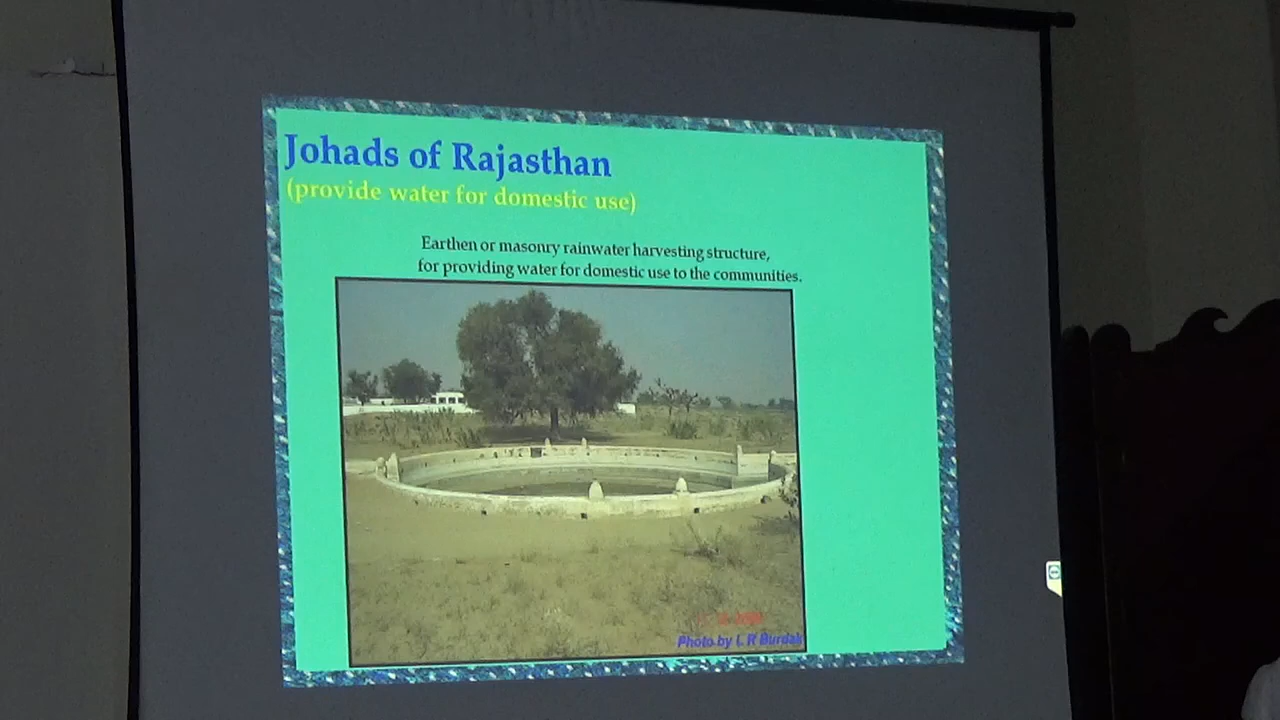 Johads of Rajasthan
(provide water for domestic use)
Earthen or masonry rainwater harvesting structure,
for providing water for domestic use to the communities.
Photo by L R Burdak